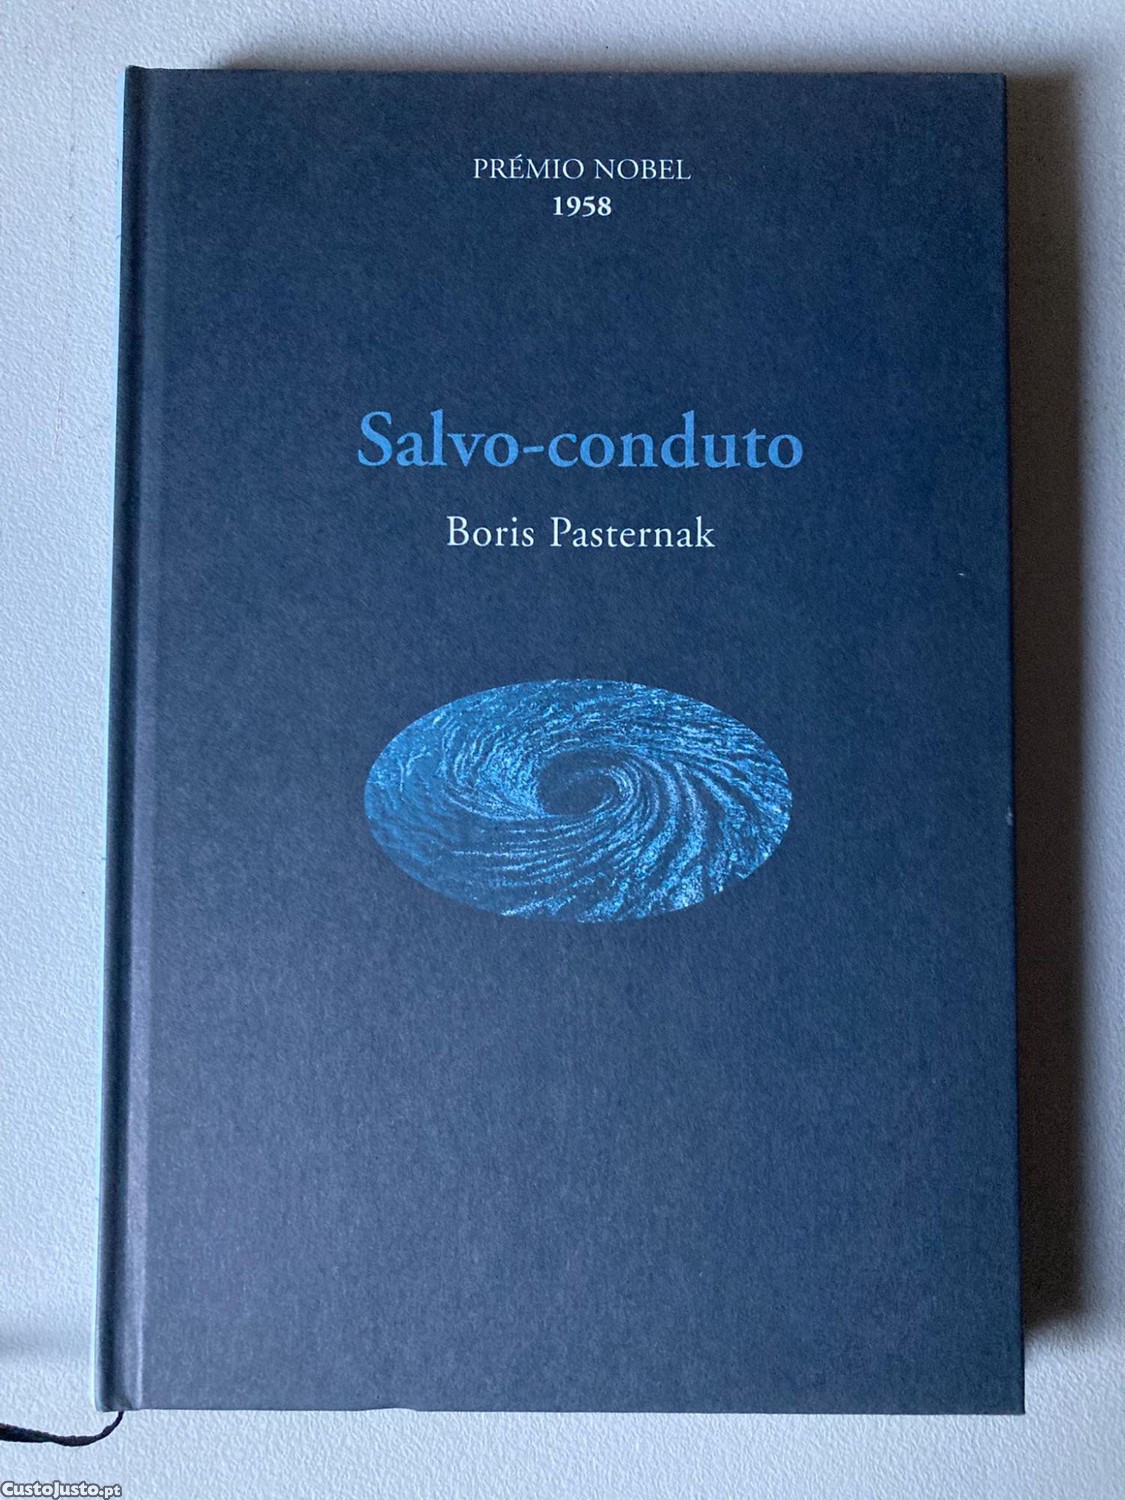 PRÉMIO NOBEL
1958
Salvo-conduto
Boris Pasternak
CustoJusto.pt